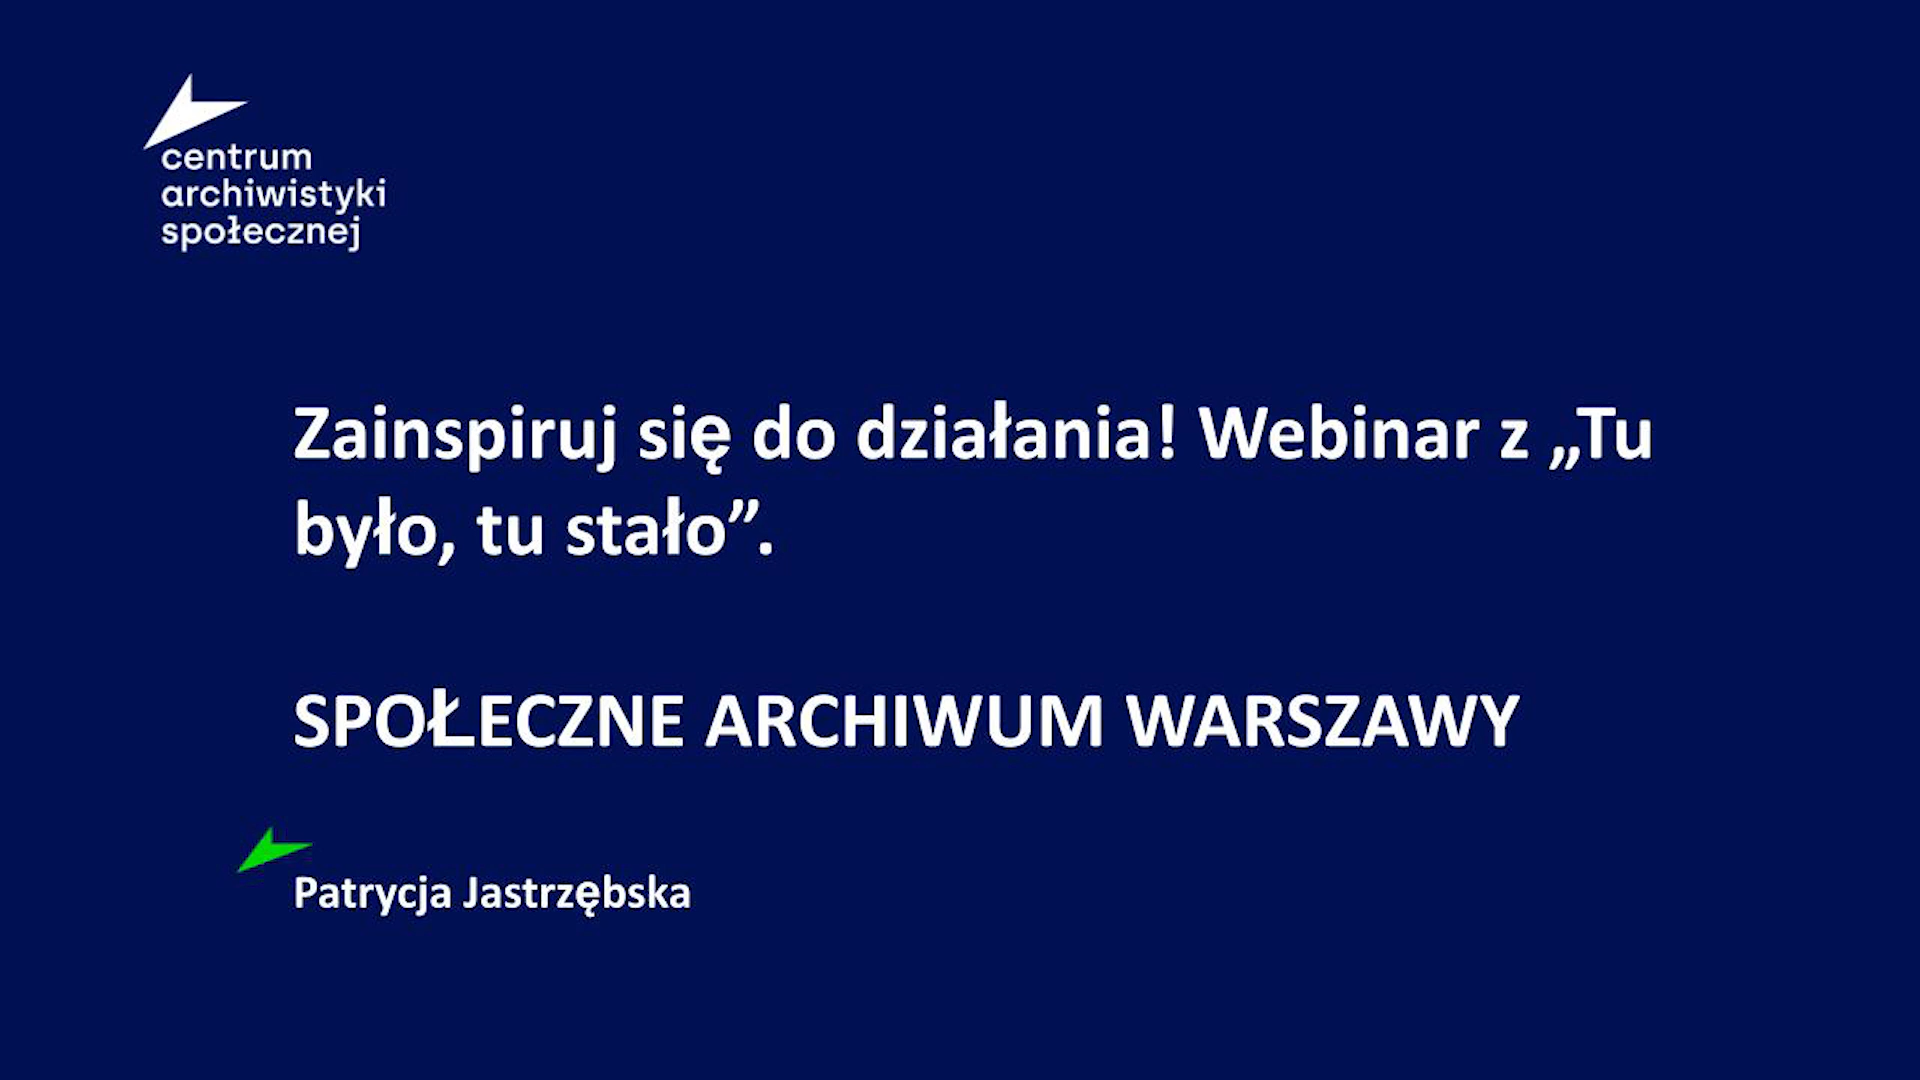 centrum
archiwistyki
społecznej
Zainspiruj się do działania! Webinar z „Tu
było, tu stało”.
SPOŁECZNE ARCHIWUM WARSZAWY
Patrycja Jastrzębska